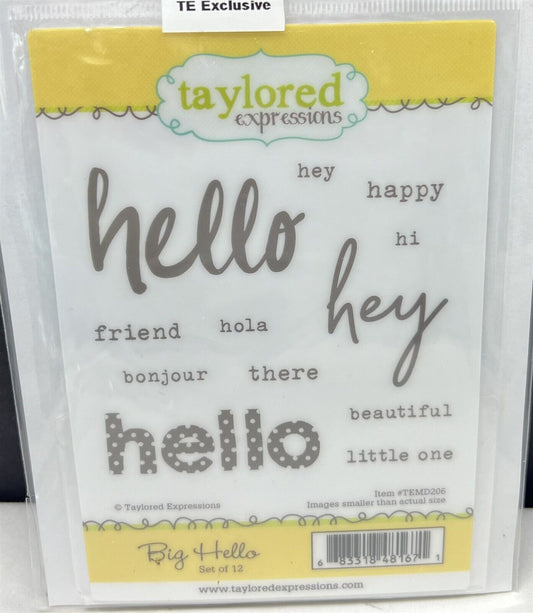 TE Exclusive
taylored
expressions
hey
happy
hello
hi
hey
friend
hola
bonjour
there
hello
beautiful
little one
Item #TEMD206
© Taylored Expressions
Images smaller than actual size
Big Hello
Set of 12
6 83318 48167 1
www.tayloredexpressions.com